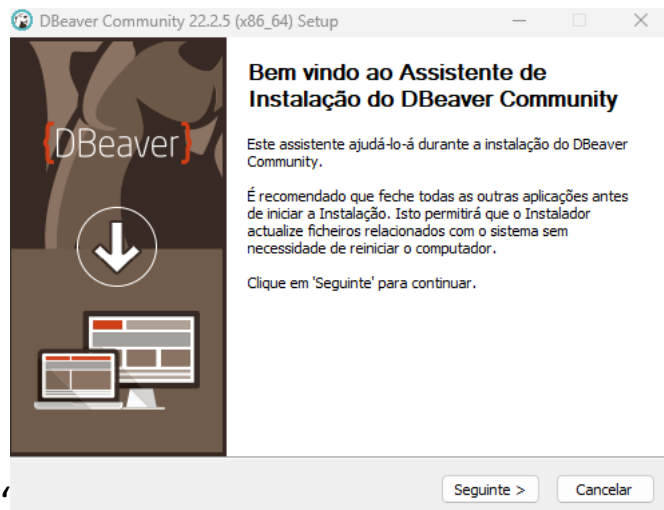 DBeaver Community 22.2.5 (x86_64) Setup
{DBeaver}
Bem vindo ao Assistente de
Instalação do DBeaver Community
Este assistente ajudá-lo-á durante a instalação do DBeaver
Community.
É recomendado que feche todas as outras aplicações antes
de iniciar a Instalação. Isto permitirá que o Instalador
actualize ficheiros relacionados com o sistema sem
necessidade de reiniciar o computador.
Clique em 'Seguinte' para continuar.
Seguinte >
Cancelar